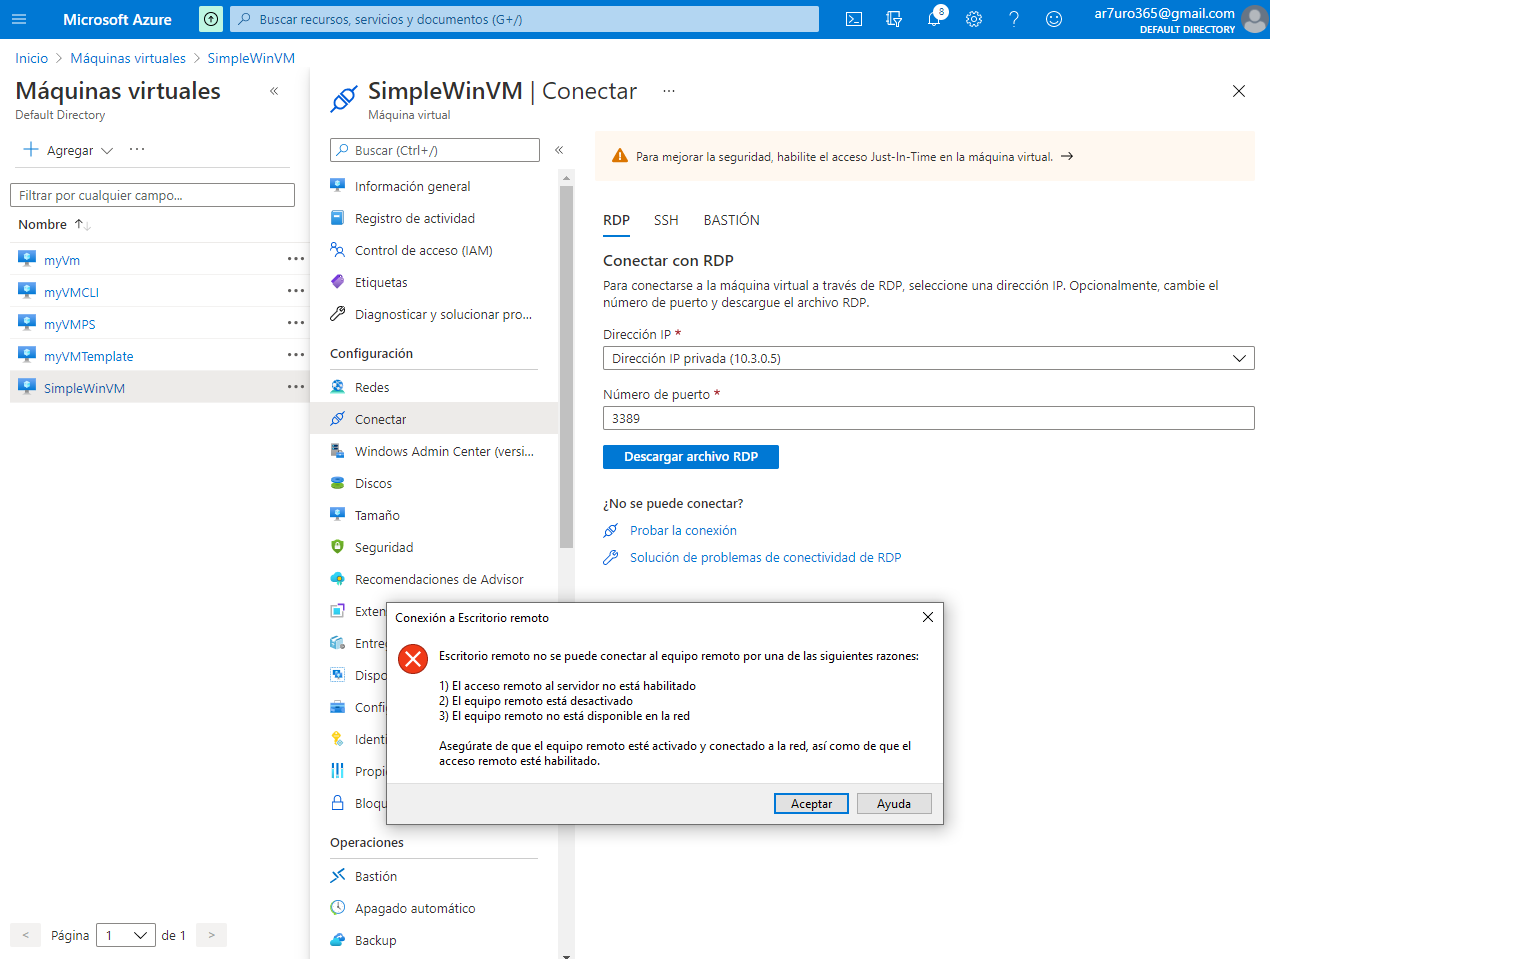 Microsoft Azure
Buscar recursos, servicios y documentos (G+/)
8
ar7uro365@gmail.com
DEFAULT DIRECTORY
Inicio > Máquinas virtuales > SimpleWinVM
Máquinas virtuales
Default Directory
Agregar
Filtrar por cualquier campo...
Nombre
myVm
myVMCLI
myVMPS
myVMTemplate
SimpleWinVM
< Página 1 de 1 >
SimpleWinVM | Conectar
Máquina virtual
Buscar (Ctrl+/)
Información general
Registro de actividad
Control de acceso (IAM)
Etiquetas
Diagnosticar y solucionar pro...
Configuración
Redes
Conectar
Windows Admin Center (versi...
Discos
Tamaño
Seguridad
Recomendaciones de Advisor
Exten
Entre
Dispo
Confi
Identi
Propi
Bloqu
Operaciones
Bastión
Apagado automático
Backup
Para mejorar la seguridad, habilite el acceso Just-In-Time en la máquina virtual. →
RDP SSH BASTIÓN
Conectar con RDP
Para conectarse a la máquina virtual a través de RDP, seleccione una dirección IP. Opcionalmente, cambie el
número de puerto y descargue el archivo RDP.
Dirección IP *
Dirección IP privada (10.3.0.5)
Número de puerto *
3389
Descargar archivo RDP
¿No se puede conectar?
Probar la conexión
Solución de problemas de conectividad de RDP
Conexión a Escritorio remoto
Escritorio remoto no se puede conectar al equipo remoto por una de las siguientes razones:
1) El acceso remoto al servidor no está habilitado
2) El equipo remoto está desactivado
3) El equipo remoto no está disponible en la red
Asegúrate de que el equipo remoto esté activado y conectado a la red, así como de que el
acceso remoto esté habilitado.
Aceptar
Ayuda